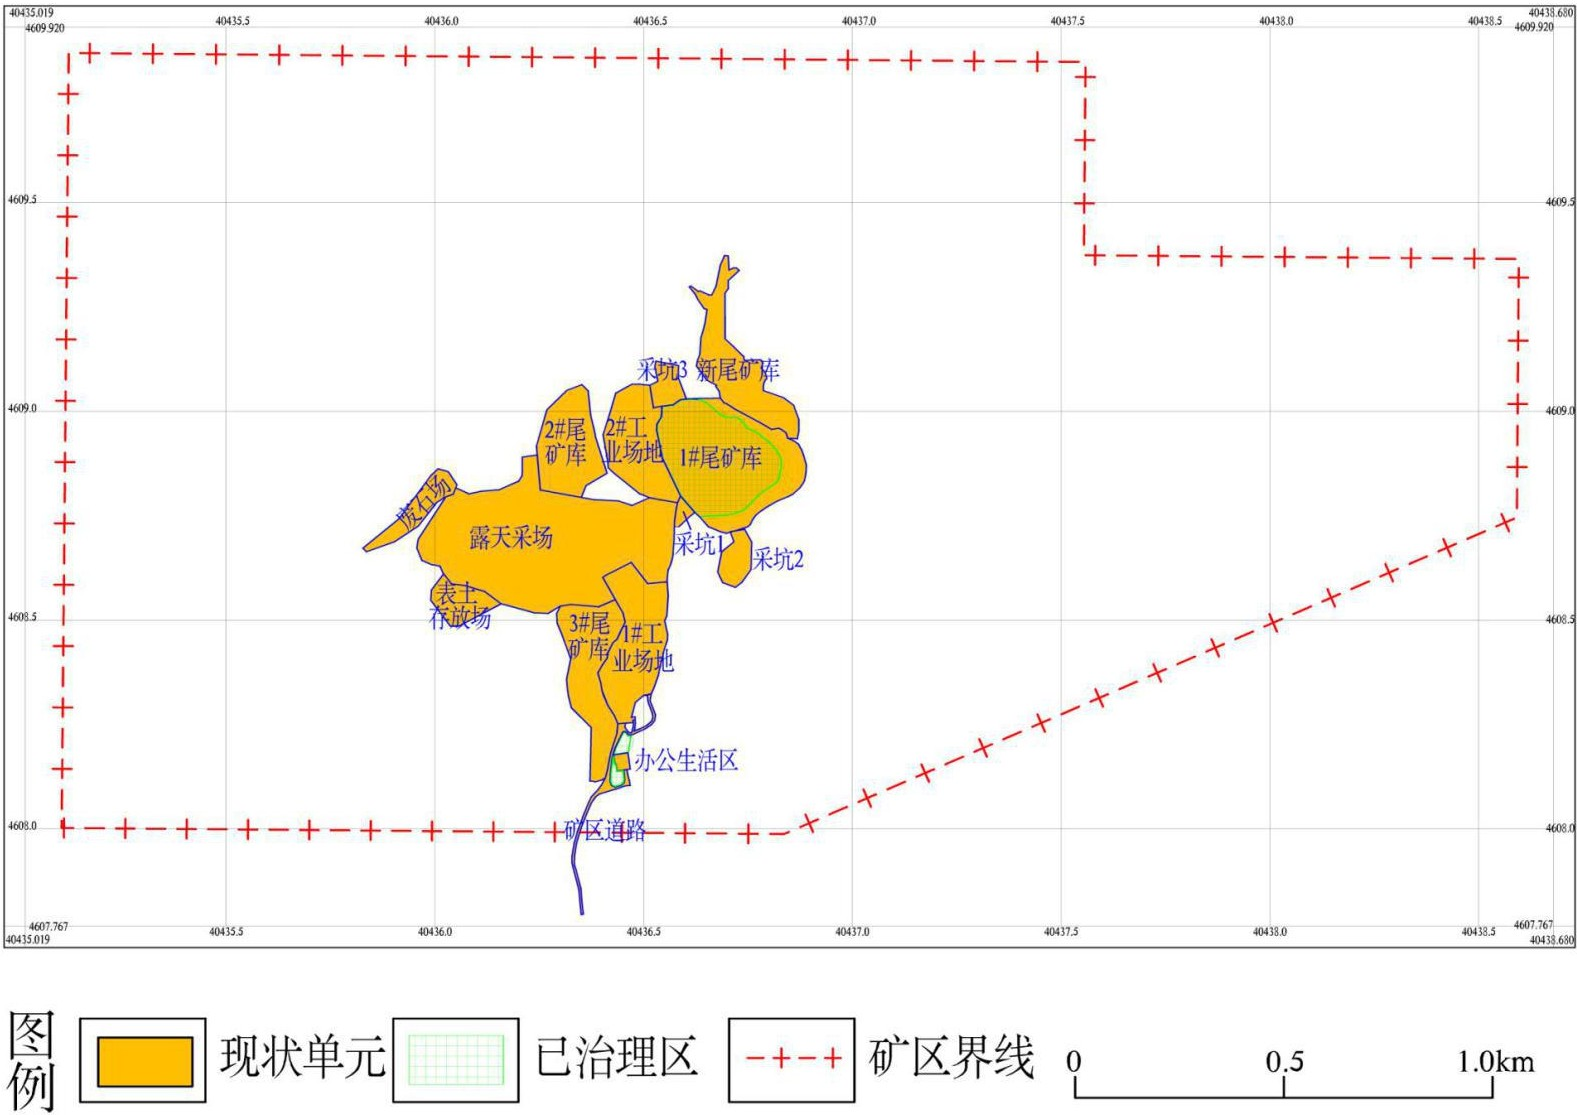 40435.019
40435.5
40436.0
40436.5
40437.0
40437.5
40438.0
40438.5
40438.680
4609.920
4609.920
4609.5
4609.5
采坑3
新尾矿库
4609.0
4609.0
2#尾
矿库
2#工
业场地
1#尾矿库
废石场
露天采场
采坑1
采坑2
表土
存放场
4608.5
4608.5
3#尾
矿库
1#工
业场地
办公生活区
4608.0
矿区道路
4608.0
4607.767
4607.767
40435.019
40435.5
40436.0
40436.5
40437.0
40437.5
40438.0
40438.5
40438.680
图
例
现状单元
已治理区
矿区界线
0
0.5
1.0km